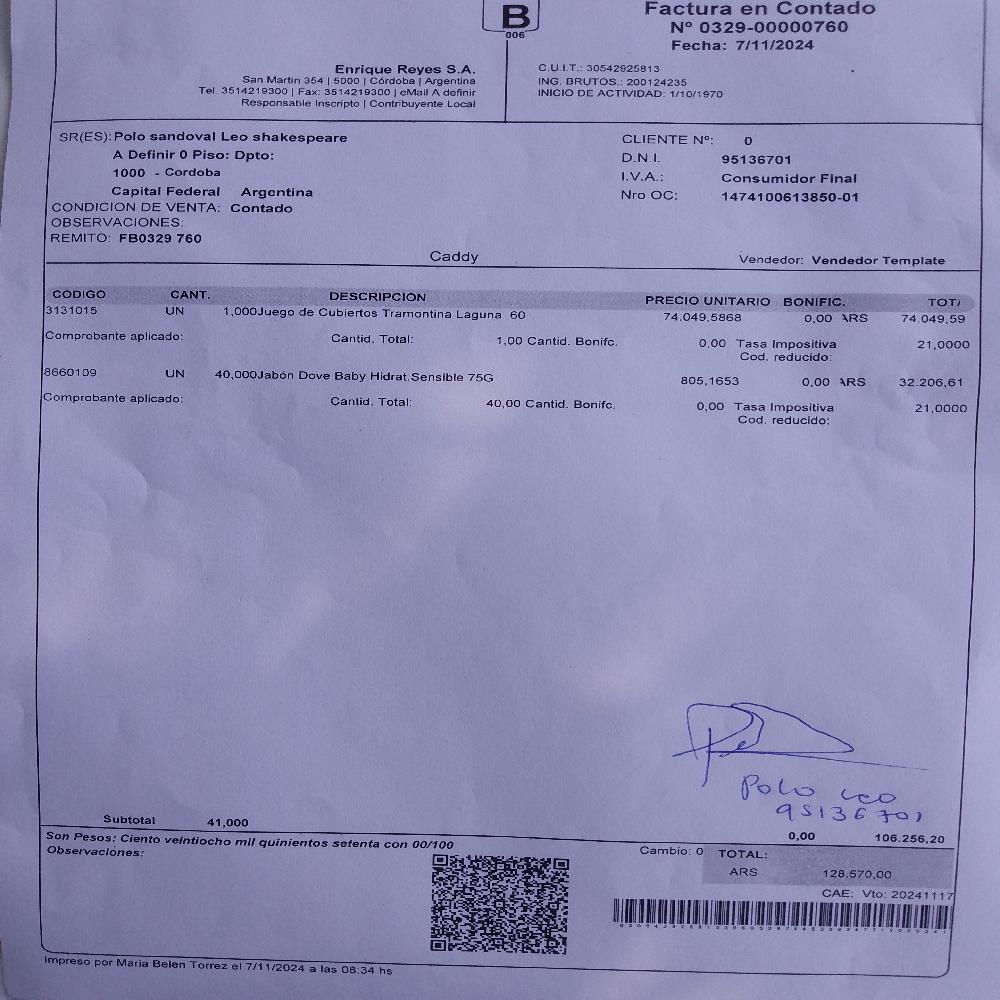 B
006
Factura en Contado
Nº 0329-00000760
Fecha: 7/11/2024
Enrique Reyes S.A.
San Martin 354 | 5000 | Córdoba | Argentina
Tel. 3514219300 | Fax: 3514219300 | eMail A definir
Responsable Inscripto | Contribuyente Local
C.U.I.T.: 30542925813
ING. BRUTOS.: 200124235
INICIO DE ACTIVIDAD: 1/10/1970
SR(ES): Polo sandoval Leo shakespeare
A Definir 0 Piso: Dpto:
1000 - Cordoba
Capital Federal Argentina
CONDICION DE VENTA: Contado
OBSERVACIONES:
REMITO: FB0329 760
CLIENTE Nº: 0
D.N.I. 95136701
I.V.A.: Consumidor Final
Nro OC: 1474100613850-01
Caddy
Vendedor: Vendedor Template
CODIGO CANT. DESCRIPCION PRECIO UNITARIO BONIFIC. TOT
3131015 UN 1,000Juego de Cubiertos Tramontina Laguna 60 74.049,5868 0,00 ARS 74.049,59
Comprobante aplicado: Cantid. Total: 1,00 Cantid. Bonifc. 0,00 Tasa Impositiva 21,0000
Cod. reducido:
8660109 UN 40,000Jabón Dove Baby Hidrat.Sensible 75G 805,1653 0,00 ARS 32.206,61
Comprobante aplicado: Cantid. Total: 40,00 Cantid. Bonifc. 0,00 Tasa Impositiva 21,0000
Cod. reducido:
Polo Leo
95136701
Subtotal 41,000 0,00 106.256,20
Son Pesos: Ciento veintiocho mil quinientos setenta con 00/100
Observaciones:
Cambio: 0 TOTAL:
ARS 128.570,00
CAE: Vto: 20241117
Impreso por Maria Belen Torrez el 7/11/2024 a las 08:34 hs